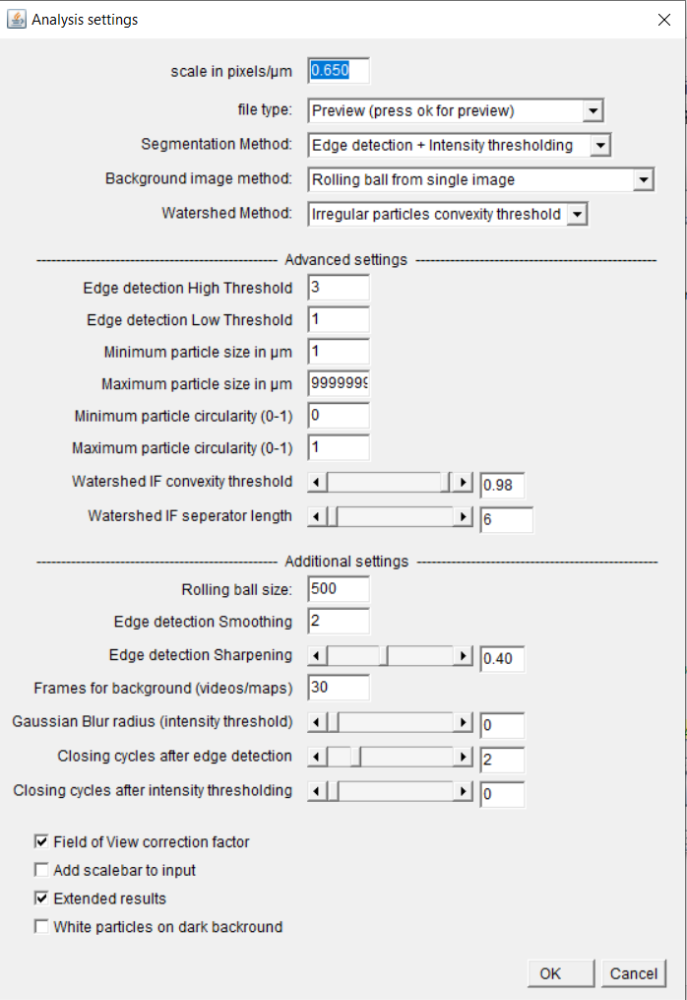 Analysis settings
scale in pixels/µm 0.650
file type: Preview (press ok for preview)
Segmentation Method: Edge detection + Intensity thresholding
Background image method: Rolling ball from single image
Watershed Method: Irregular particles convexity threshold
------------------------------------------------- Advanced settings -------------------------------------------------
Edge detection High Threshold 3
Edge detection Low Threshold 1
Minimum particle size in µm 1
Maximum particle size in µm 9999999
Minimum particle circularity (0-1) 0
Maximum particle circularity (0-1) 1
Watershed IF convexity threshold 0.98
Watershed IF seperator length 6
------------------------------------------------- Additional settings -------------------------------------------------
Rolling ball size: 500
Edge detection Smoothing 2
Edge detection Sharpening 0.40
Frames for background (videos/maps) 30
Gaussian Blur radius (intensity threshold) 0
Closing cycles after edge detection 2
Closing cycles after intensity thresholding 0
Field of View correction factor
Add scalebar to input
Extended results
White particles on dark backround
OK Cancel